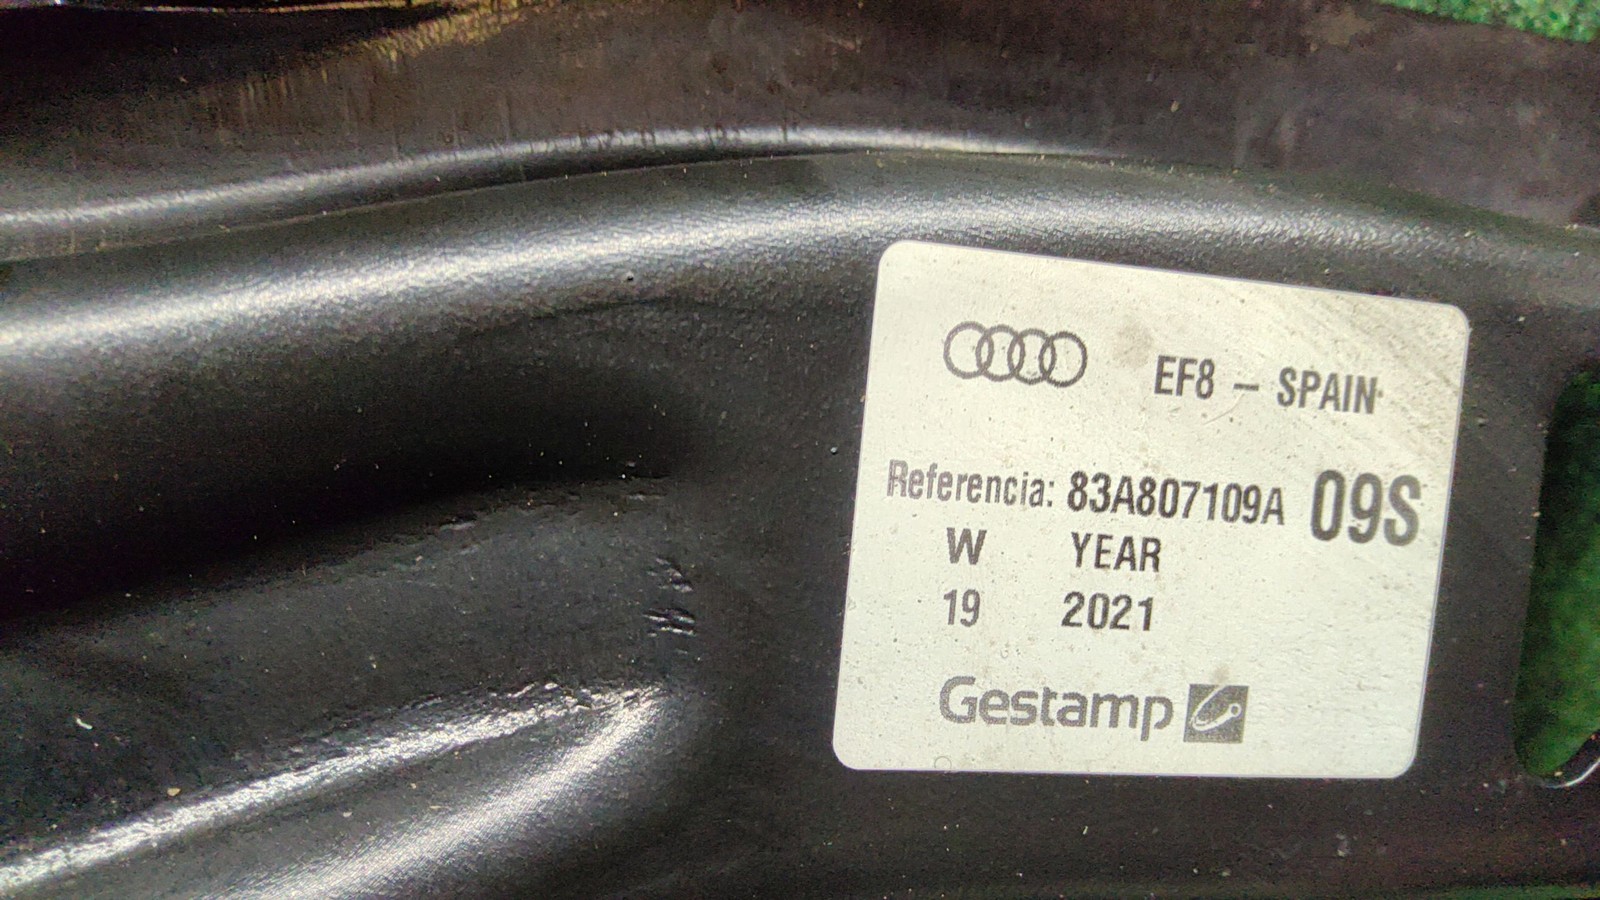 EF8 - SPAIN
Referencia: 83A807109A 09S
W YEAR
19 2021
Gestamp